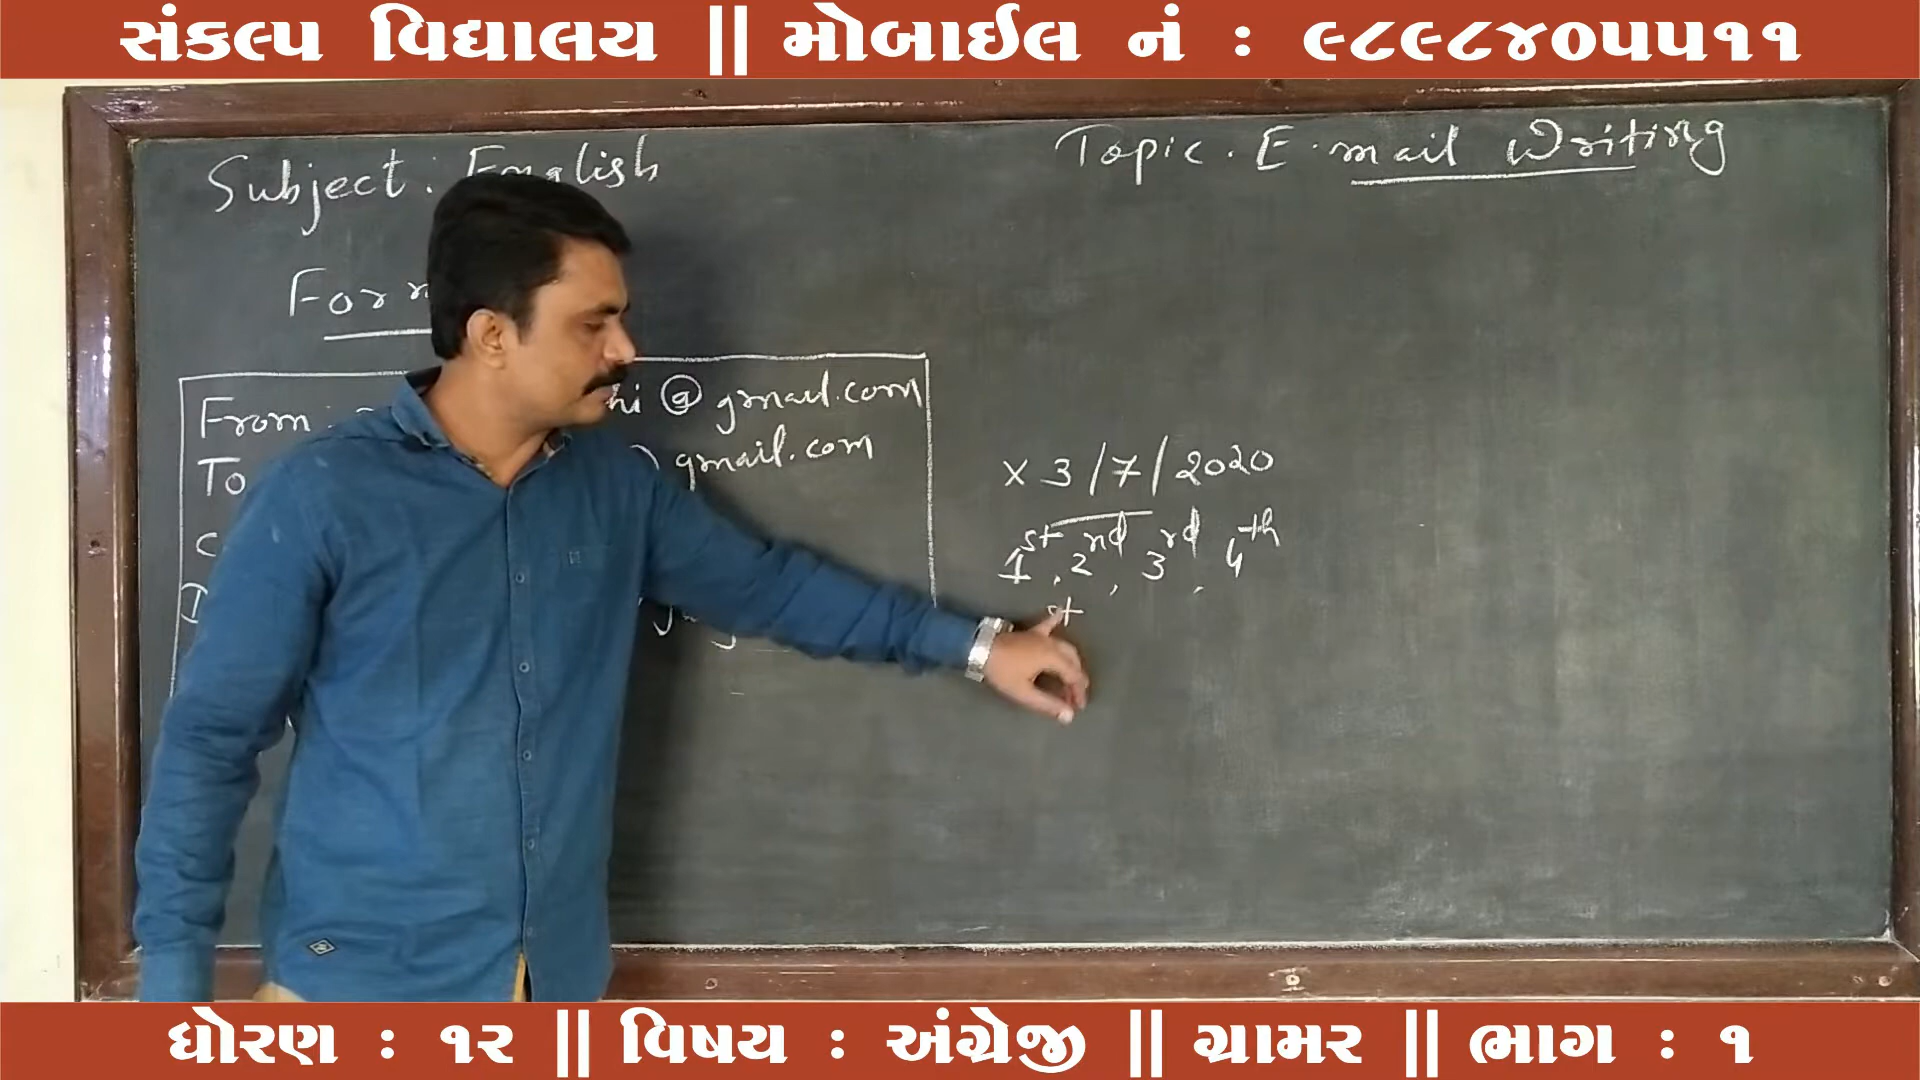 સંકલ્પ વિદ્યાલય || મોબાઈલ નં : ૯૮૯૮૪૦૫૫૧૧
Subject : English
Topic . E . mail Writing
From : @ gmail.com
To gmail.com
x 3/7/2020
1st, 2nd, 3rd, 4th
st
ધોરણ : ૧૨ || વિષય : અંગ્રેજી || ગ્રામર || ભાગ : ૧